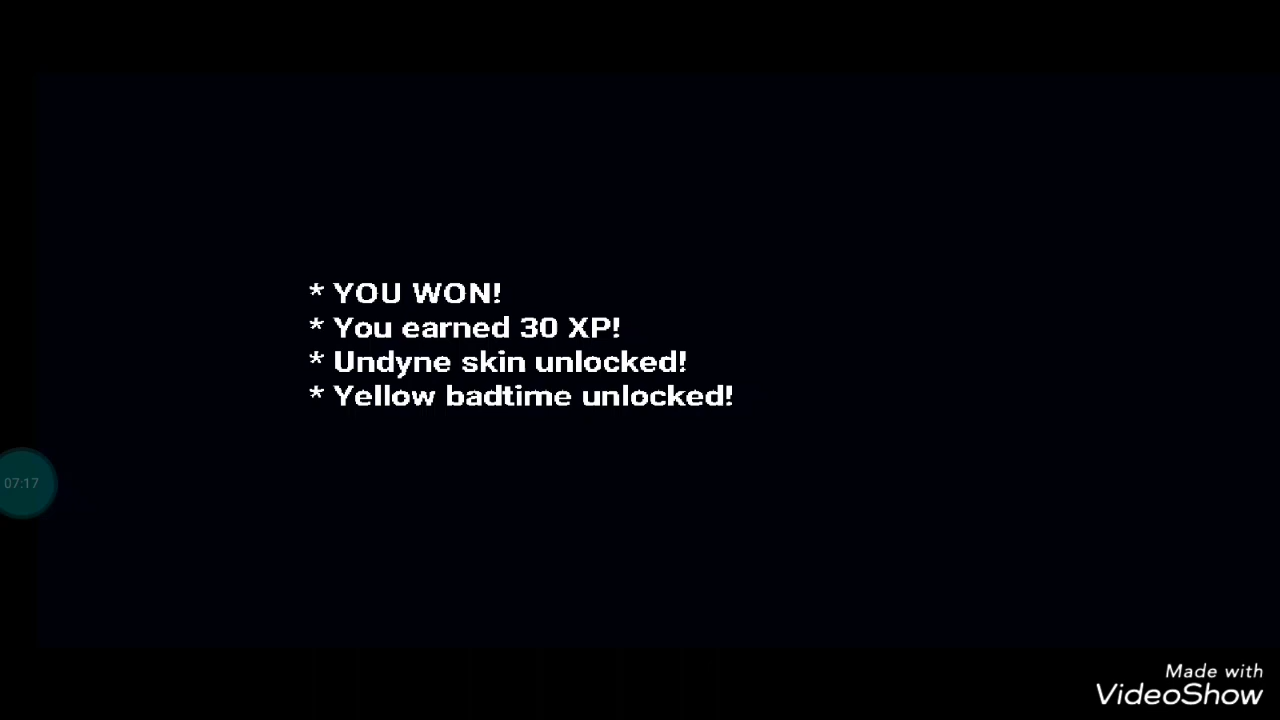 * YOU WON!
* You earned 30 XP!
* Undyne skin unlocked!
* Yellow badtime unlocked!
07:17
Made with
VideoShow